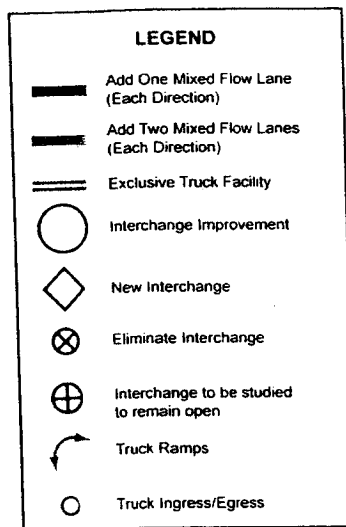 LEGEND
Add One Mixed Flow Lane
(Each Direction)
Add Two Mixed Flow Lanes
(Each Direction)
Exclusive Truck Facility
Interchange Improvement
New Interchange
Eliminate Interchange
Interchange to be studied
to remain open
Truck Ramps
Truck Ingress/Egress